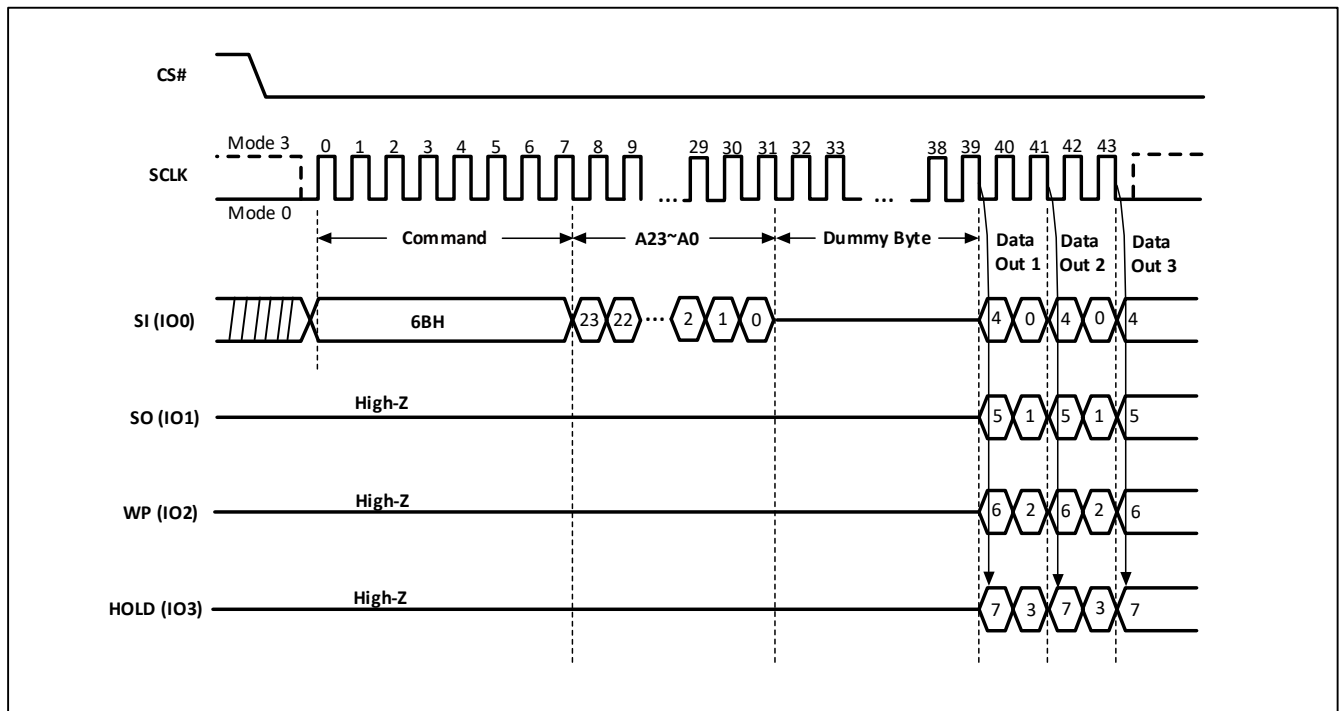 CS#
Mode 3
0 1 2 3 4 5 6 7 8 9 29 30 31 32 33 38 39 40 41 42 43
SCLK
... ...
Mode 0
Command A23~A0 Dummy Byte Data Out 1 Data Out 2 Data Out 3
SI (IO0) 6BH 23 22 ... 2 1 0 4 0 4 0 4
High-Z
SO (IO1) 5 1 5 1 5
High-Z
WP (IO2) 6 2 6 2 6
High-Z
HOLD (IO3) 7 3 7 3 7